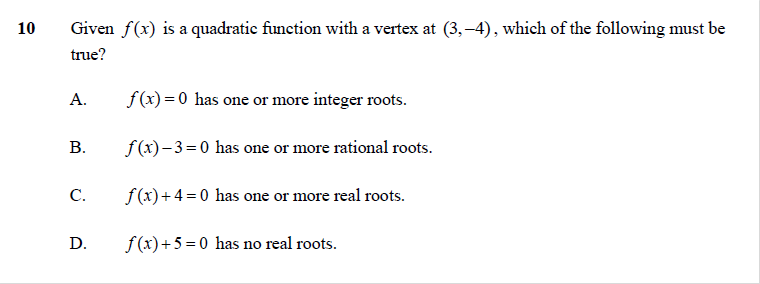 10 Given f(x) is a quadratic function with a vertex at (3,−4), which of the following must be
true?
A. f(x)=0 has one or more integer roots.
B. f(x)−3=0 has one or more rational roots.
C. f(x)+4=0 has one or more real roots.
D. f(x)+5=0 has no real roots.